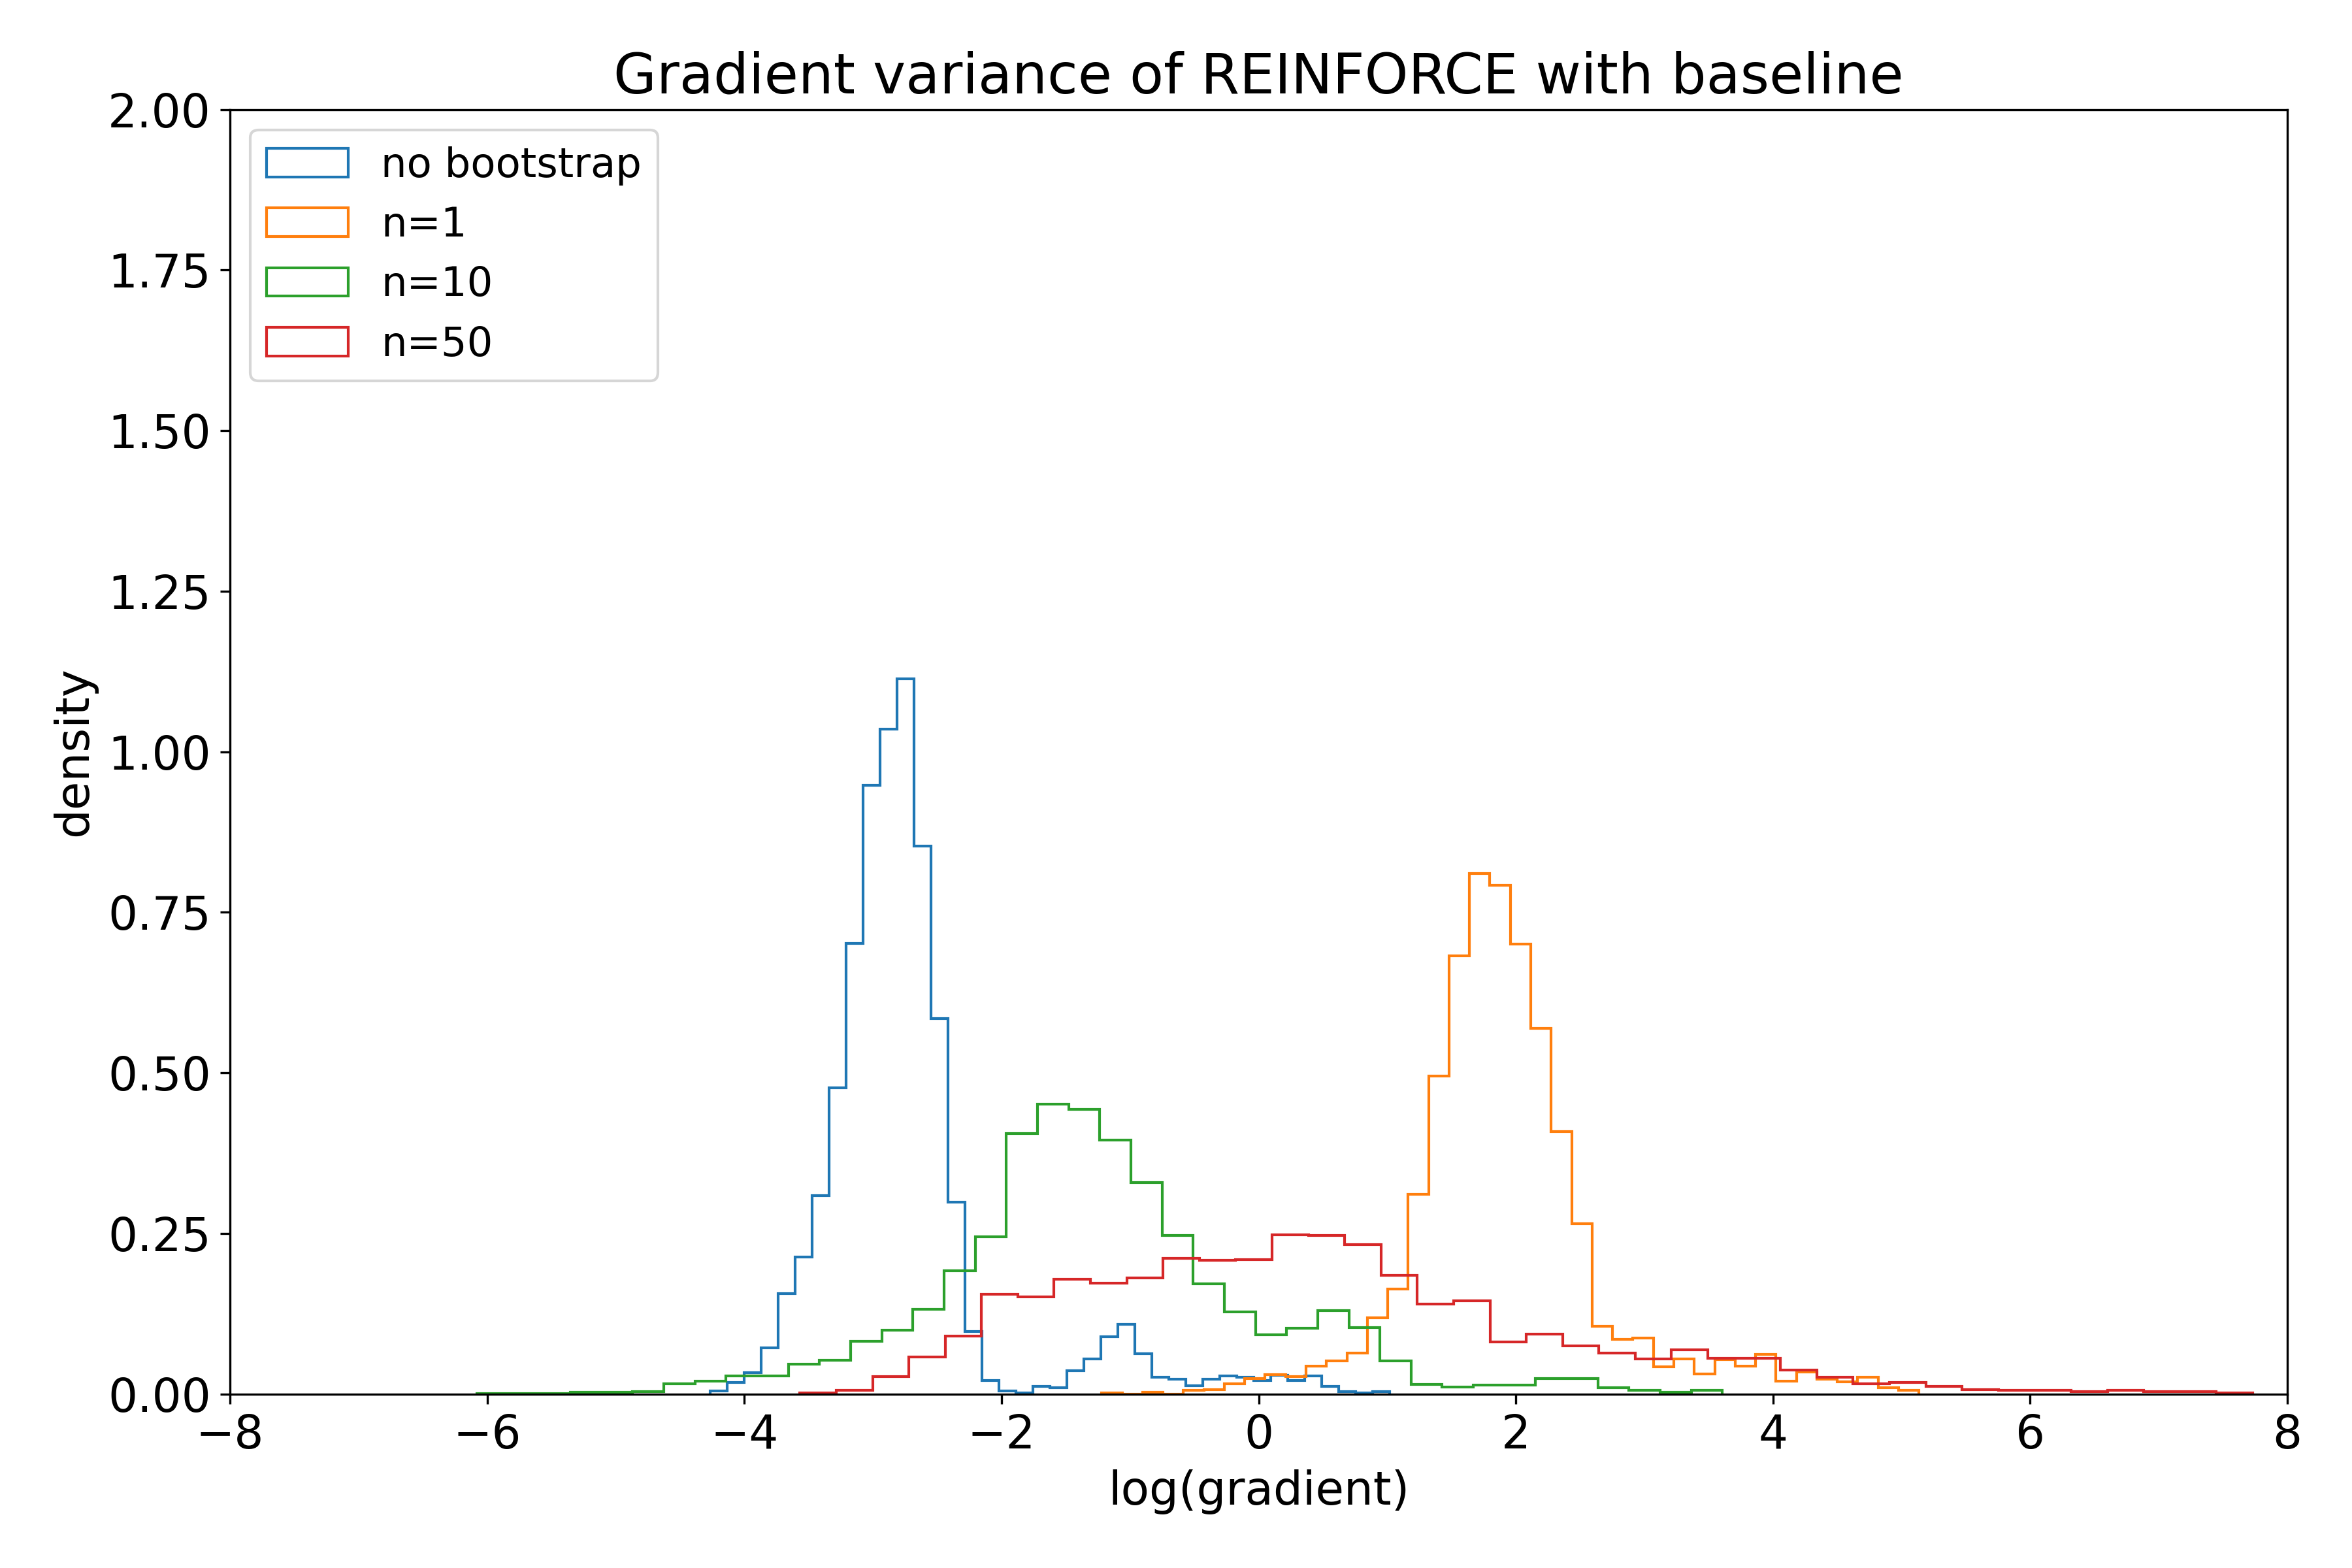 Gradient variance of REINFORCE with baseline
2.00
1.75
1.50
1.25
1.00
0.75
0.50
0.25
0.00
density
no bootstrap
n=1
n=10
n=50
−8 −6 −4 −2 0 2 4 6 8
log(gradient)